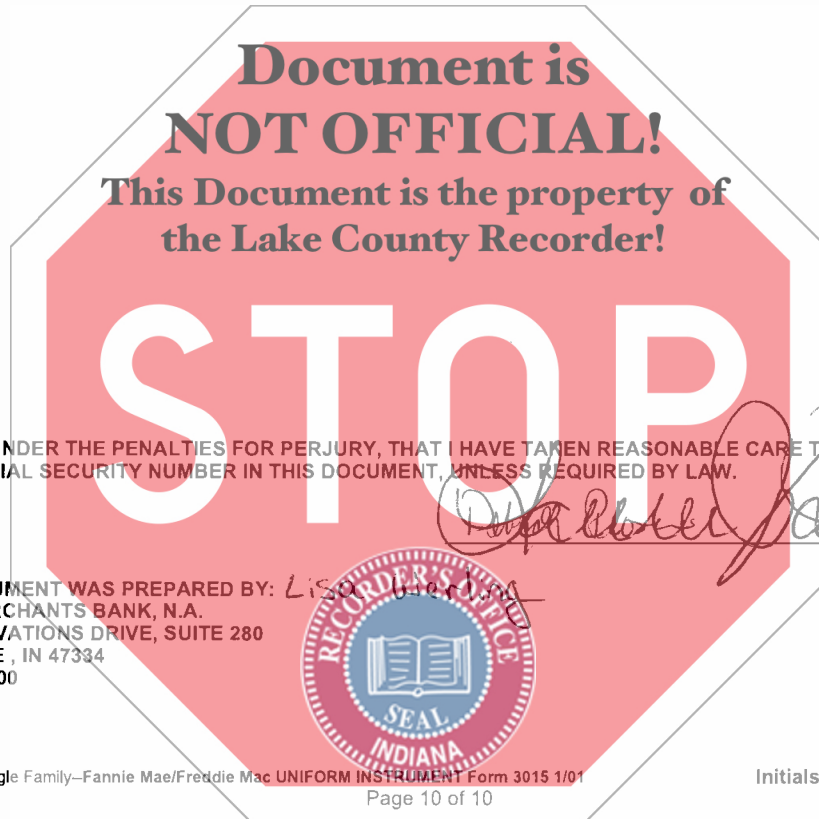 Document is
NOT OFFICIAL!
This Document is the property of
the Lake County Recorder!
STOP
NDER THE PENALTIES FOR PERJURY, THAT I HAVE TAKEN REASONABLE CARE T
IAL SECURITY NUMBER IN THIS DOCUMENT, UNLESS REQUIRED BY LAW.
MENT WAS PREPARED BY: Lisa Werling
CHANTS BANK, N.A.
VATIONS DRIVE, SUITE 280
E , IN 47334
00
RECORDER'S OFFICE
SEAL
INDIANA
gle Family–Fannie Mae/Freddie Mac UNIFORM INSTRUMENT Form 3015 1/01
Initials
Page 10 of 10